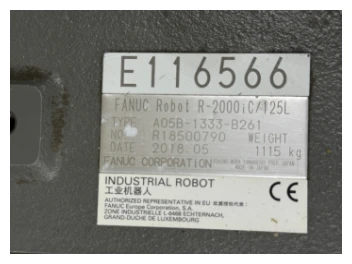 E116566
FANUC Robot R-2000iC/125L
TYPE A05B-1333-B261
NO. R18500790 WEIGHT
DATE 2018.05 1115 kg
FANUC CORPORATION
INDUSTRIAL ROBOT
工业机器人
CE
AUTHORIZED REPRESENTATIVE IN EU
FANUC Europe Corporation, S.A.
ZONE INDUSTRIELLE L-6468 ECHTERNACH,
GRAND-DUCHE DE LUXEMBOURG